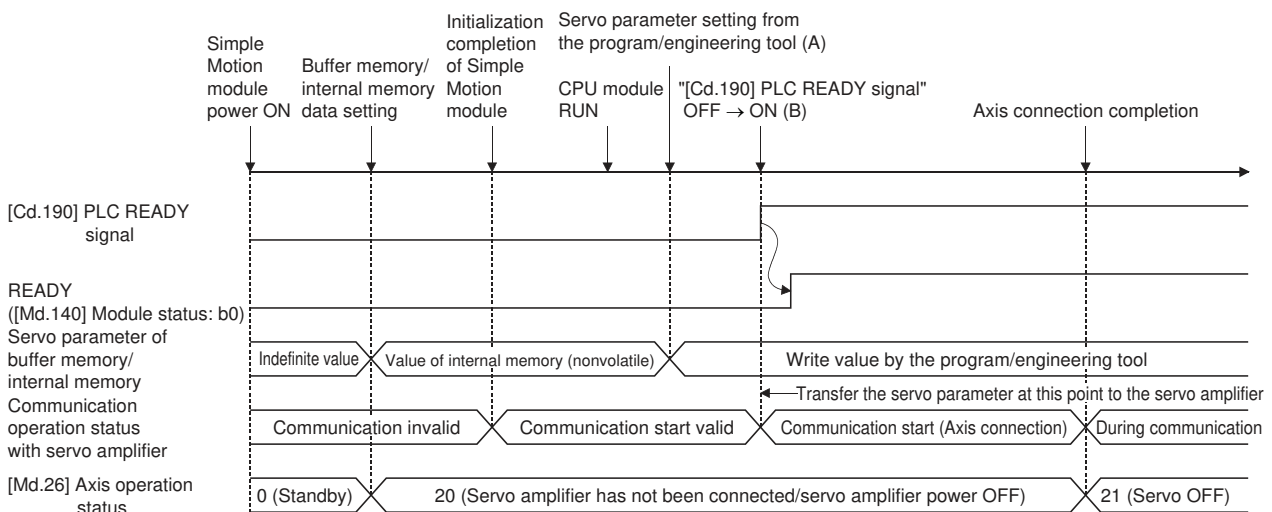 Simple
Motion
module
power ON
Buffer memory/
internal memory
data setting
Initialization
completion
of Simple
Motion
module
CPU module
RUN
Servo parameter setting from
the program/engineering tool (A)
"[Cd.190] PLC READY signal"
OFF → ON (B)
Axis connection completion
[Cd.190] PLC READY
signal
READY
([Md.140] Module status: b0)
Servo parameter of
buffer memory/
internal memory
Indefinite value
Value of internal memory (nonvolatile)
Write value by the program/engineering tool
Transfer the servo parameter at this point to the servo amplifier
Communication
operation status
with servo amplifier
Communication invalid
Communication start valid
Communication start (Axis connection)
During communication
[Md.26] Axis operation
status
0 (Standby)
20 (Servo amplifier has not been connected/servo amplifier power OFF)
21 (Servo OFF)